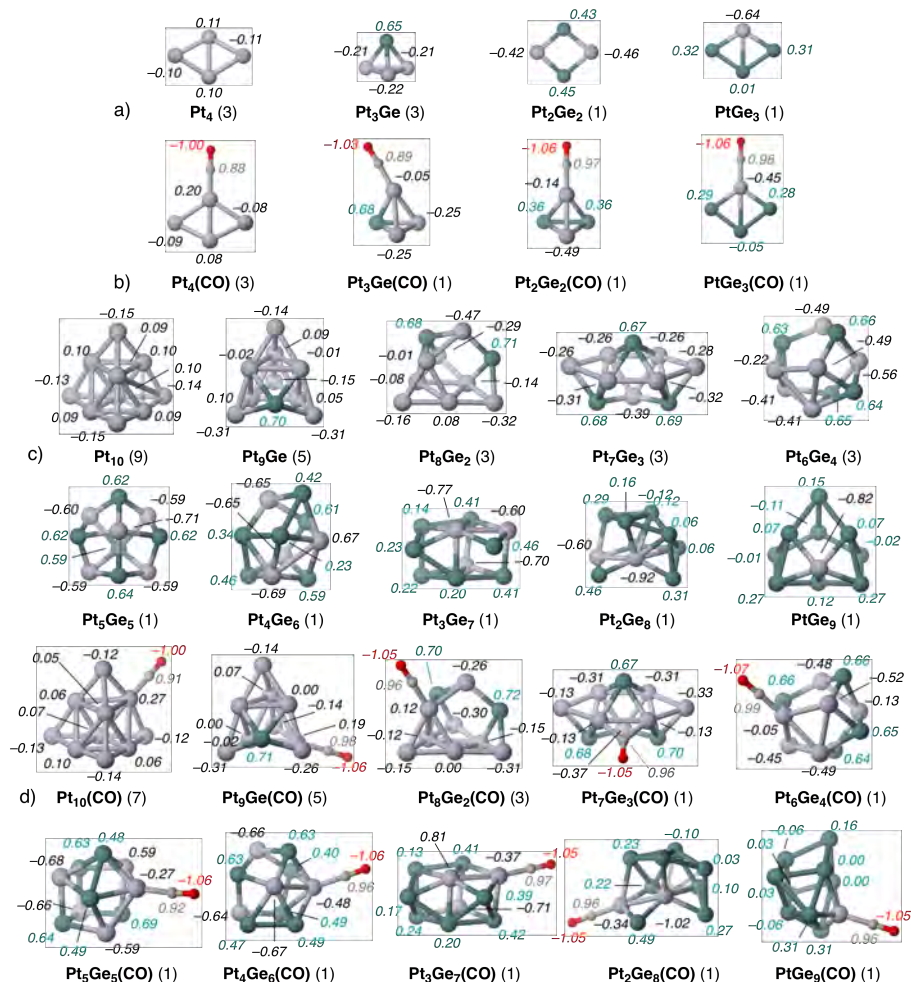 0.11 −0.11 −0.10 0.10
0.65 −0.21 −0.21 −0.22
0.43 −0.42 −0.46 0.45
−0.64 0.32 0.31 0.01
a) Pt4 (3) Pt3Ge (3) Pt2Ge2 (1) PtGe3 (1)
−1.00 0.88 0.20 −0.08 −0.09 0.08
−1.03 0.89 −0.05 0.68 −0.25 −0.25
−1.06 0.97 −0.14 0.36 0.36 −0.49
−1.06 0.98 −0.45 0.29 0.28 −0.05
b) Pt4(CO) (3) Pt3Ge(CO) (1) Pt2Ge2(CO) (1) PtGe3(CO) (1)
−0.15 0.09 0.10 0.10 0.10 −0.13 −0.14 0.09 0.09 −0.15
−0.14 0.09 −0.02 −0.01 −0.15 0.10 0.05 −0.31 0.70 −0.31
−0.47 0.68 −0.29 0.71 −0.01 −0.08 −0.14 −0.16 0.08 −0.32
0.67 −0.26 −0.26 −0.26 −0.28 −0.31 −0.32 0.68 −0.39 0.69
−0.49 0.63 0.66 −0.49 −0.22 −0.56 −0.41 −0.41 0.65 0.64
c) Pt10 (9) Pt9Ge (5) Pt8Ge2 (3) Pt7Ge3 (3) Pt6Ge4 (3)
0.62 −0.60 −0.59 −0.71 0.62 0.62 0.59 −0.59 −0.59 0.64
−0.65 0.42 −0.65 0.61 0.34 0.67 0.23 0.46 −0.69 0.59
−0.77 0.14 0.41 −0.60 0.23 0.46 −0.70 0.22 0.20 0.41
0.16 0.29 −0.12 0.12 0.06 −0.60 0.06 −0.92 0.46 0.31
0.15 −0.11 −0.82 0.07 0.07 −0.01 −0.02 0.27 0.12 0.27
Pt5Ge5 (1) Pt4Ge6 (1) Pt3Ge7 (1) Pt2Ge8 (1) PtGe9 (1)
−1.00 −0.12 0.91 0.05 0.06 0.27 0.07 −0.13 −0.12 0.10 0.06 −0.14
−0.14 0.07 0.00 −0.14 0.00 0.19 −0.02 0.98 −0.31 0.71 −0.26 −1.06
0.70 −1.05 −0.26 0.96 0.72 0.12 −0.30 −0.15 −0.15 0.00 −0.31
0.67 −0.31 −0.31 −0.13 −0.33 −0.13 −0.13 0.68 0.70 −0.37 −1.05 0.96
−1.07 −0.48 0.66 0.66 −0.52 0.99 −0.13 −0.05 0.65 −0.45 0.64 −0.49
d) Pt10(CO) (7) Pt9Ge(CO) (5) Pt8Ge2(CO) (3) Pt7Ge3(CO) (1) Pt6Ge4(CO) (1)
0.48 0.63 0.59 −0.68 −0.27 −1.06 0.92 −0.66 0.69 0.64 0.49 −0.59
−0.66 0.63 0.63 0.40 −1.06 0.96 −0.48 −0.64 0.49 0.47 0.49 −0.67
0.81 0.13 0.41 −0.37 −1.05 0.97 0.39 0.17 −0.71 0.24 0.20 0.42
−0.10 0.23 0.03 0.22 0.10 0.96 −0.34 −1.02 −1.05 0.49 0.27
0.16 −0.06 0.03 0.00 0.00 0.03 −0.06 −1.05 0.31 0.31 0.96
Pt5Ge5(CO) (1) Pt4Ge6(CO) (1) Pt3Ge7(CO) (1) Pt2Ge8(CO) (1) PtGe9(CO) (1)